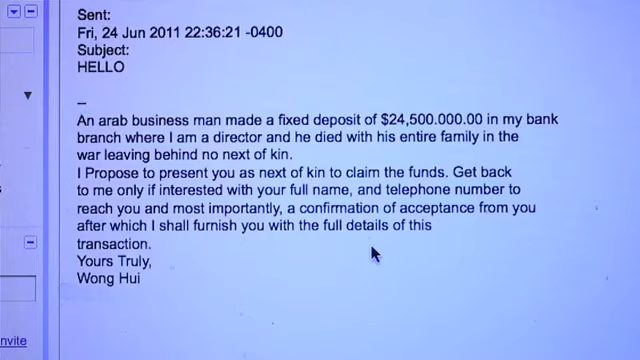 Sent:
Fri, 24 Jun 2011 22:36:21 -0400
Subject:
HELLO
--
An arab business man made a fixed deposit of $24,500.000.00 in my bank
branch where I am a director and he died with his entire family in the
war leaving behind no next of kin.
I Propose to present you as next of kin to claim the funds. Get back
to me only if interested with your full name, and telephone number to
reach you and most importantly, a confirmation of acceptance from you
after which I shall furnish you with the full details of this
transaction.
Yours Truly,
Wong Hui
nvite